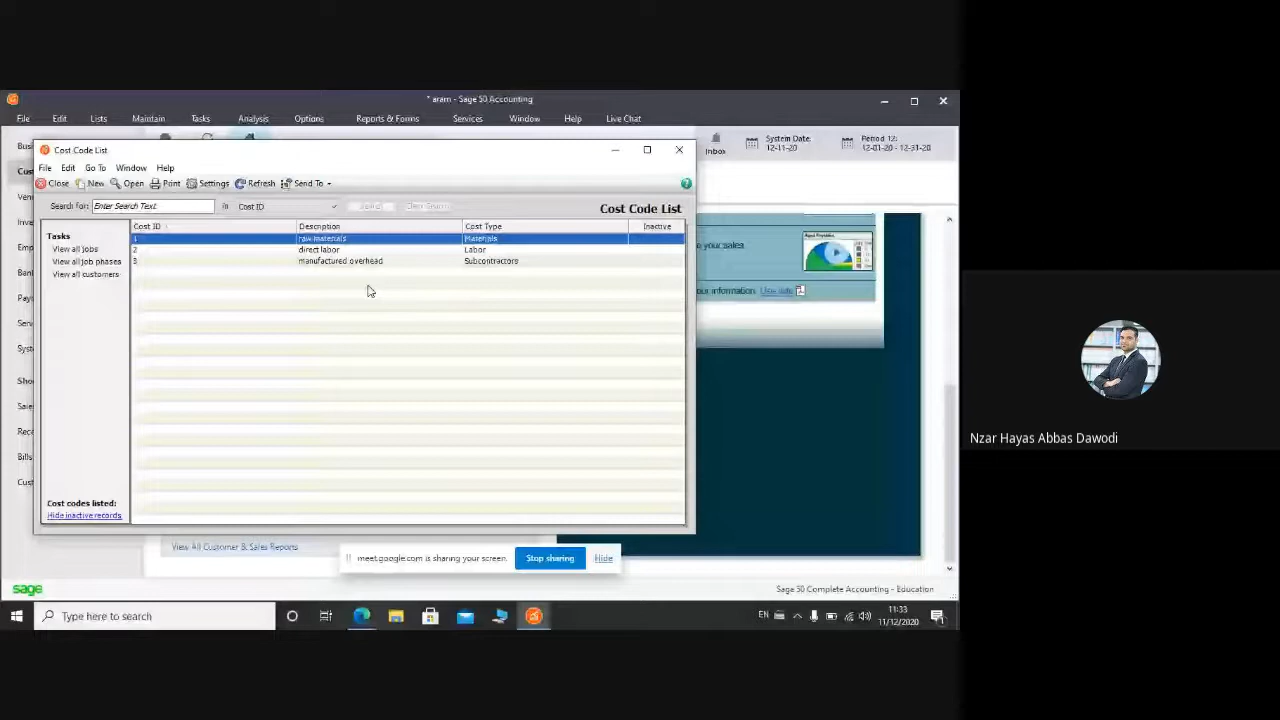 * aram - Sage 50 Accounting
File Edit Lists Maintain Tasks Analysis Options Reports & Forms Services Window Help Live Chat
Inbox
System Date:
12-11-20
Period 12:
12-01-20 - 12-31-20
Cost Code List
File Edit Go To Window Help
Close New Open Print Settings Refresh Send To
Search for: Enter Search Text in Cost ID
Cost Code List
Tasks
View all jobs
View all job phases
View all customers
Cost ID Description Cost Type Inactive
1 raw materials Materials
2 direct labor Labor
3 manufactured overhead Subcontractors
Cost codes listed:
Hide inactive records
your sales
View All Customer & Sales Reports
meet.google.com is sharing your screen. Stop sharing Hide
sage
Sage 50 Complete Accounting - Education
Type here to search
EN
11:33
11/12/2020
Nzar Hayas Abbas Dawodi